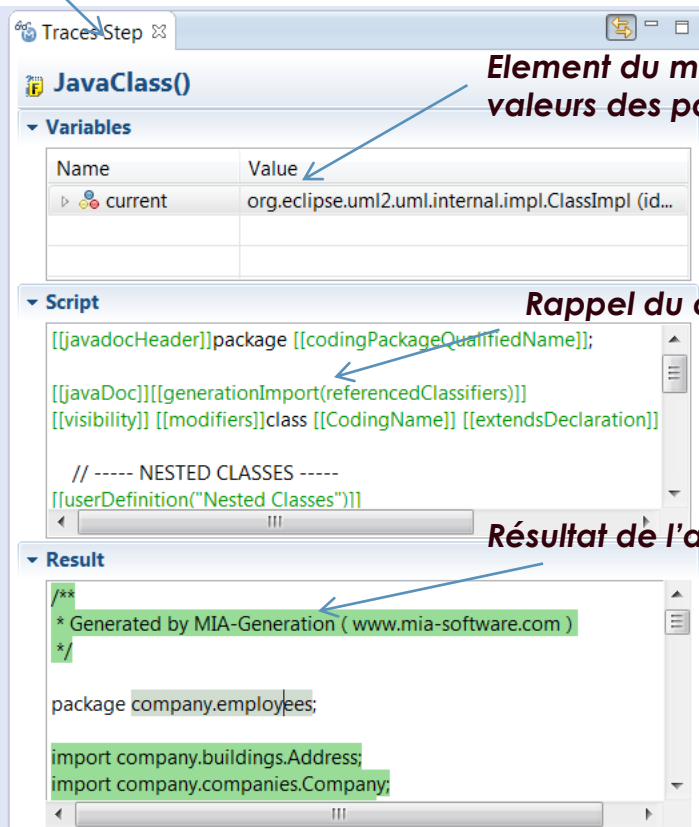 Traces Step
JavaClass()
Element du m
valeurs des pa
Variables
Name Value
current org.eclipse.uml2.uml.internal.impl.ClassImpl (id...
Script
Rappel du
[[javadocHeader]]package [[codingPackageQualifiedName]];
[[javaDoc]][[generationImport(referencedClassifiers)]]
[[visibility]] [[modifiers]]class [[CodingName]] [[extendsDeclaration]]
// ----- NESTED CLASSES -----
[[userDefinition("Nested Classes")]]
Résultat de l'a
Result
/**
* Generated by MIA-Generation ( www.mia-software.com )
*/
package company.employees;
import company.buildings.Address;
import company.companies.Company;